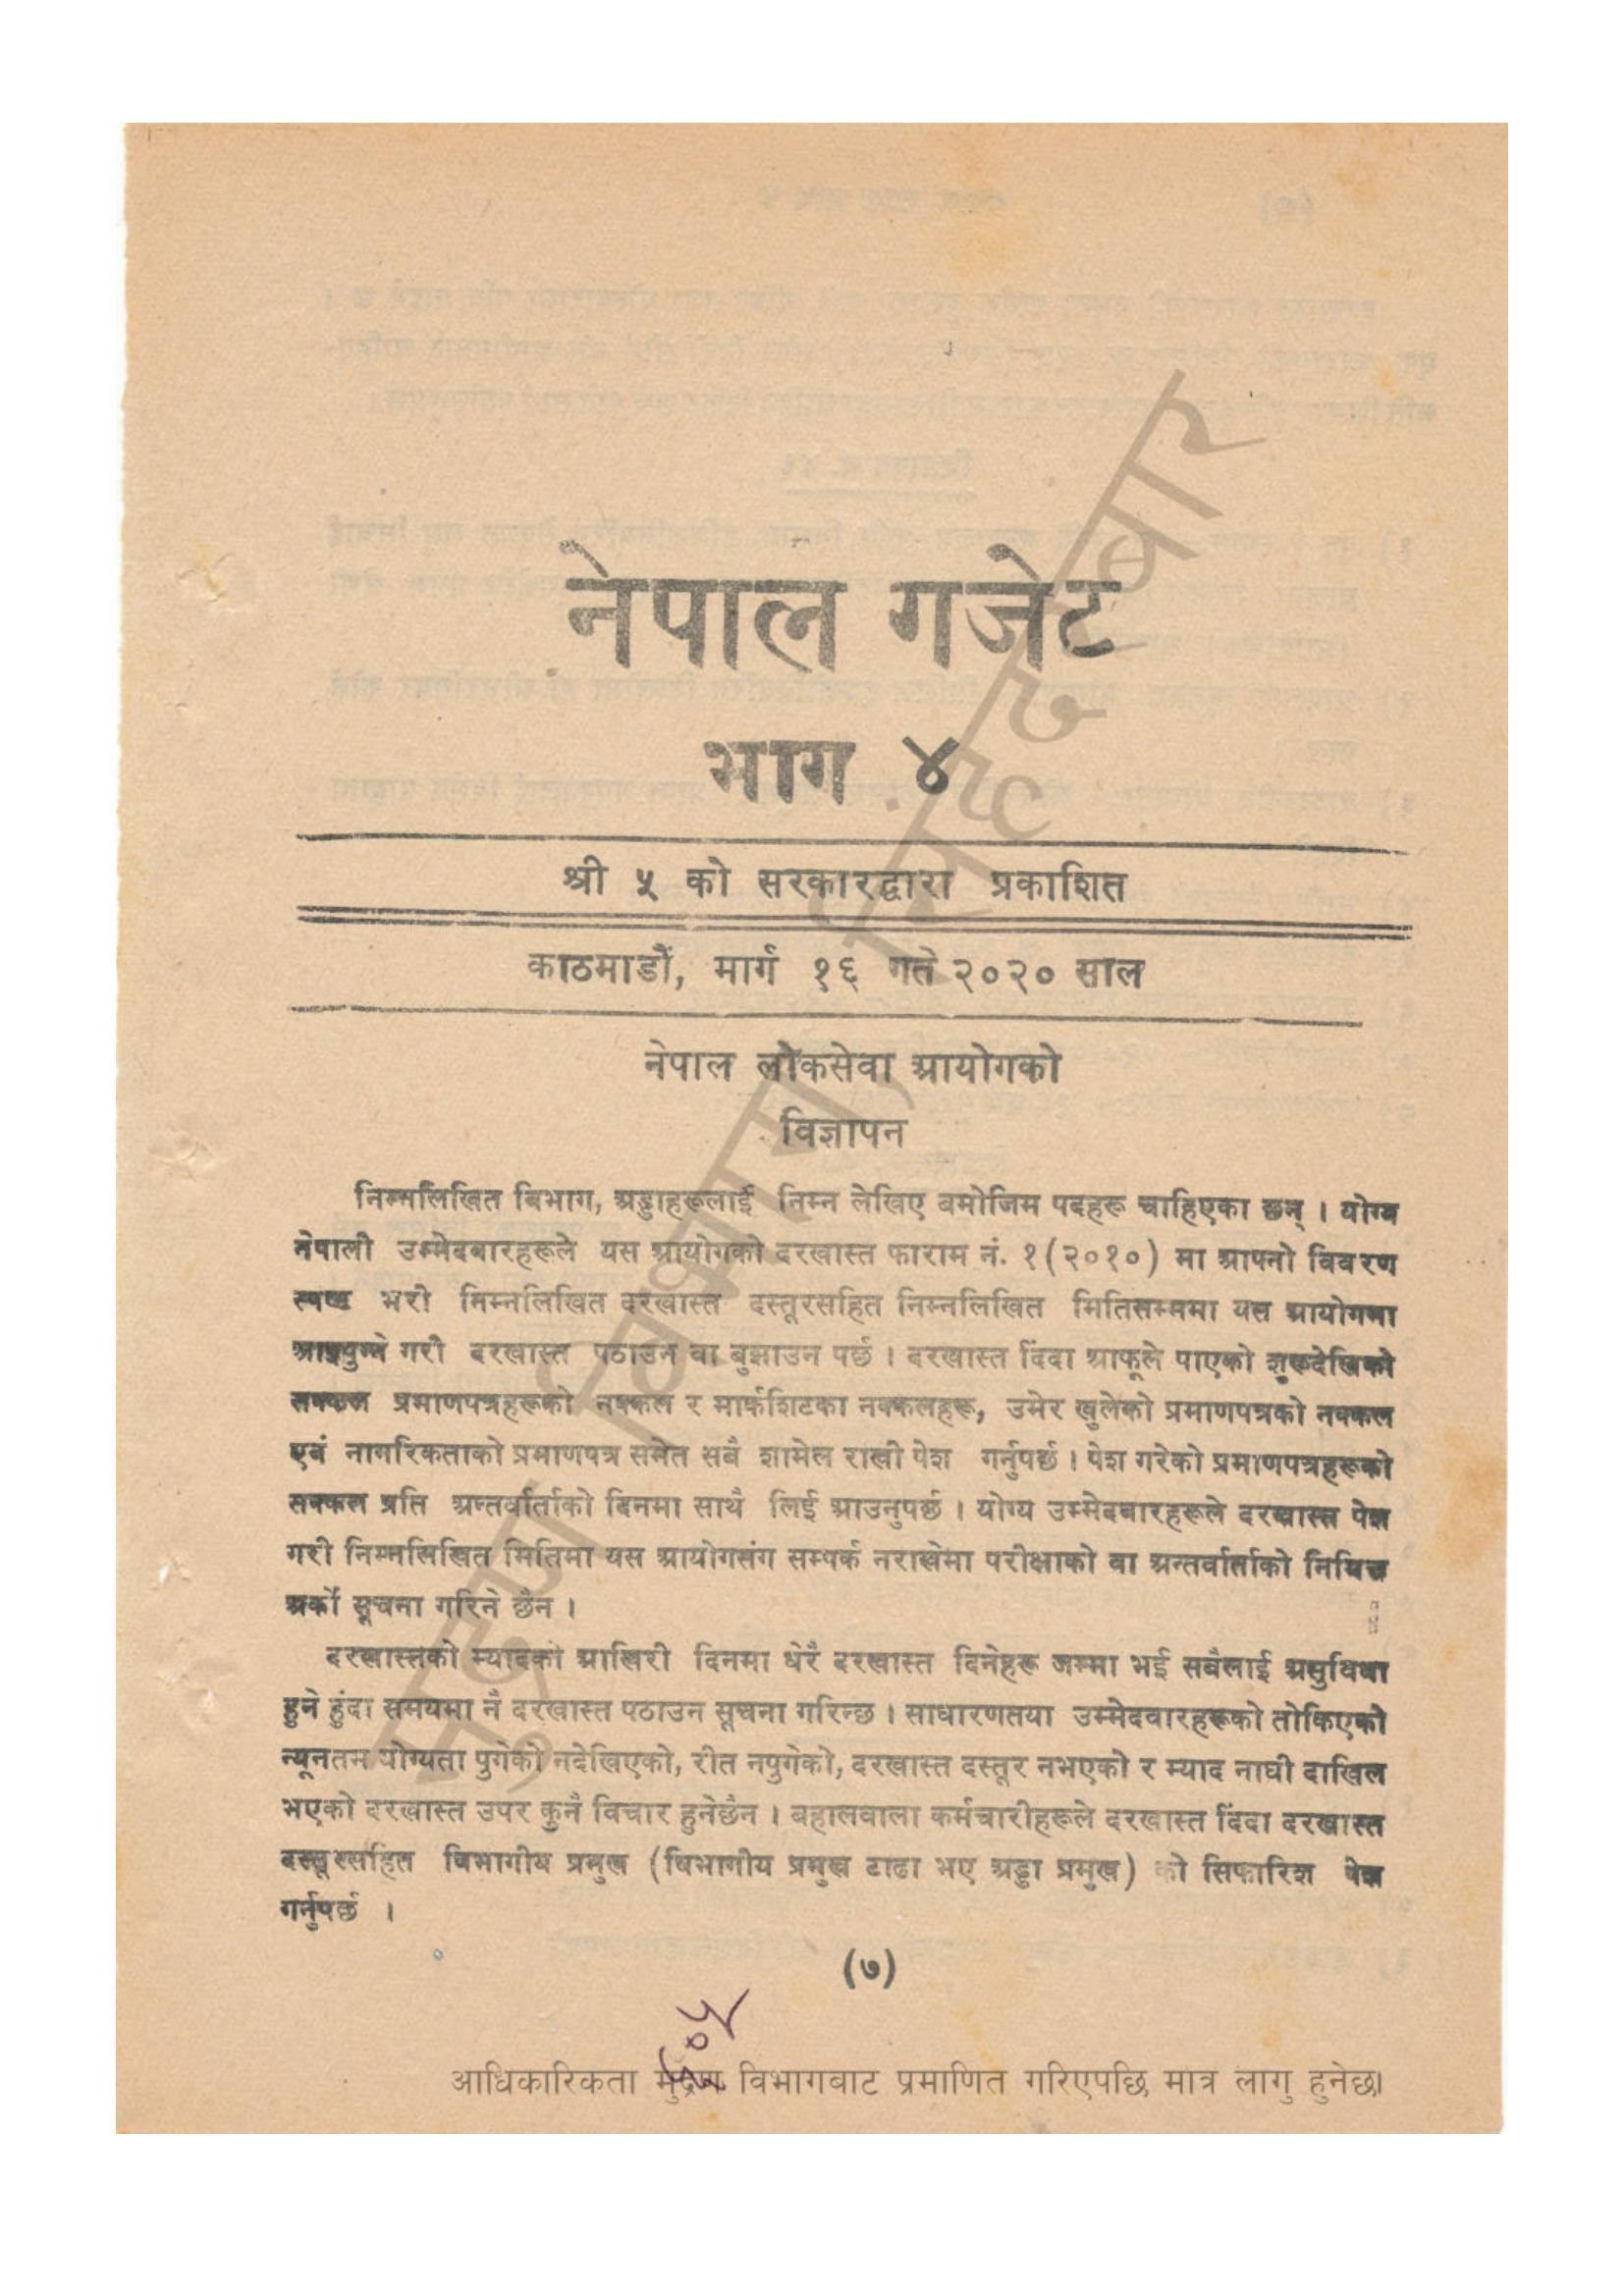 नेपाल गजेट
भाग ४
श्री ५ को सरकारद्वारा प्रकाशित
काठमाडौं, मार्ग १६ गते २०२० साल
नेपाल लोकसेवा आयोगको
विज्ञापन
निम्नलिखित बिभाग, अड्डाहरूलाई निम्न लेखिए बमोजिम पदहरू चाहिएका छन् । योग्य
नेपाली उम्मेदबारहरूले यस आयोगको दरखास्त फाराम नं. १(२०१०) मा आफ्नो विवरण
स्पष्ट भरी निम्नलिखित दरखास्त दस्तूरसहित निम्नलिखित मितिसम्ममा यस आयोगमा
आइपुग्ने गरी दरखास्त पठाउन वा बुझाउन पर्छ । दरखास्त दिंदा आफूले पाएको शुरूदेखिको
सक्कल प्रमाणपत्रहरूको नक्कल र मार्कशिटका नक्कलहरू, उमेर खुलेको प्रमाणपत्रको नक्कल
एवं नागरिकताको प्रमाणपत्र समेत सबै शामेल राखी पेश गर्नुपर्छ । पेश गरेको प्रमाणपत्रहरूको
सक्कल प्रति अन्तर्वार्ताको दिनमा साथै लिई आउनुपर्छ । योग्य उम्मेदबारहरूले दरखास्त पेश
गरी निम्नलिखित मितिमा यस आयोगसंग सम्पर्क नराखेमा परीक्षाको वा अन्तर्वार्ताको निमित्त
अर्को सूचना गरिने छैन ।
दरखास्तको म्यादको आखिरी दिनमा धेरै दरखास्त दिनेहरू जम्मा भई सबैलाई असुविधा
हुने हुंदा समयमा नै दरखास्त पठाउन सूचना गरिन्छ । साधारणतया उम्मेदवारहरूको तोकिएको
न्यूनतम योग्यता पुगेको नदेखिएको, रीत नपुगेको, दरखास्त दस्तूर नभएको र म्याद नाघी दाखिल
भएको दरखास्त उपर कुनै विचार हुनेछैन । बहालवाला कर्मचारीहरूले दरखास्त दिंदा दरखास्त
दस्तूरसहित विभागीय प्रमुख (विभागीय प्रमुख टाढा भए अड्डा प्रमुख) को सिफारिश पेश
गर्नुपर्छ ।
(७)
आधिकारिकता मुद्रण विभागबाट प्रमाणित गरिएपछि मात्र लागु हुनेछ।
मुद्रण विभाग, सिंहदरबार